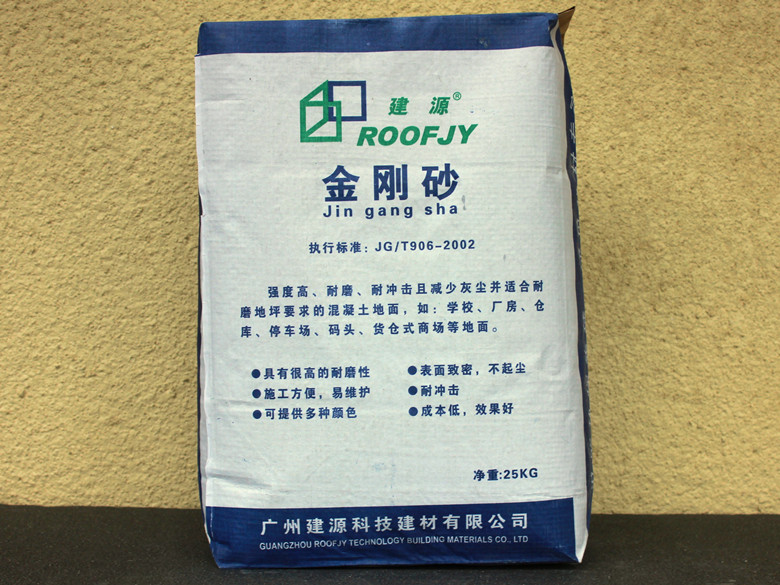 建源®
ROOFJY
金刚砂
Jin gang sha
执行标准：JG/T906-2002
强度高、耐磨、耐冲击且减少灰尘并适合耐
磨地坪要求的混凝土地面，如：学校、厂房、仓
库、停车场、码头、货仓式商场等地面。
●具有很高的耐磨性
●表面致密，不起尘
●施工方便，易维护
●耐冲击
●可提供多种颜色
●成本低，效果好
净重:25KG
广州建源科技建材有限公司
GUANGZHOU ROOFJY TECHNOLOGY BUILDING MATERIALS CO., LTD